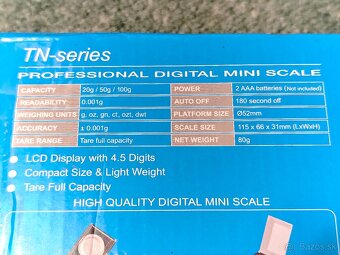 TN-series
PROFESSIONAL DIGITAL MINI SCALE
CAPACITY 20g / 50g / 100g POWER 2 AAA batteries (Not included)
READABILITY 0.001g AUTO OFF 180 second off
WEIGHING UNITS g, gn, ct, ozt, dwt PLATFORM SIZE Ø52mm
ACCURACY ± 0.001g SCALE SIZE 115 x 66 x 31mm (LxWxH)
TARE RANGE Tare full capacity NET WEIGHT 80g
• LCD Display with 4.5 Digits
• Compact Size & Light Weight
• Tare Full Capacity
HIGH QUALITY DIGITAL MINI SCALE
bazos.sk